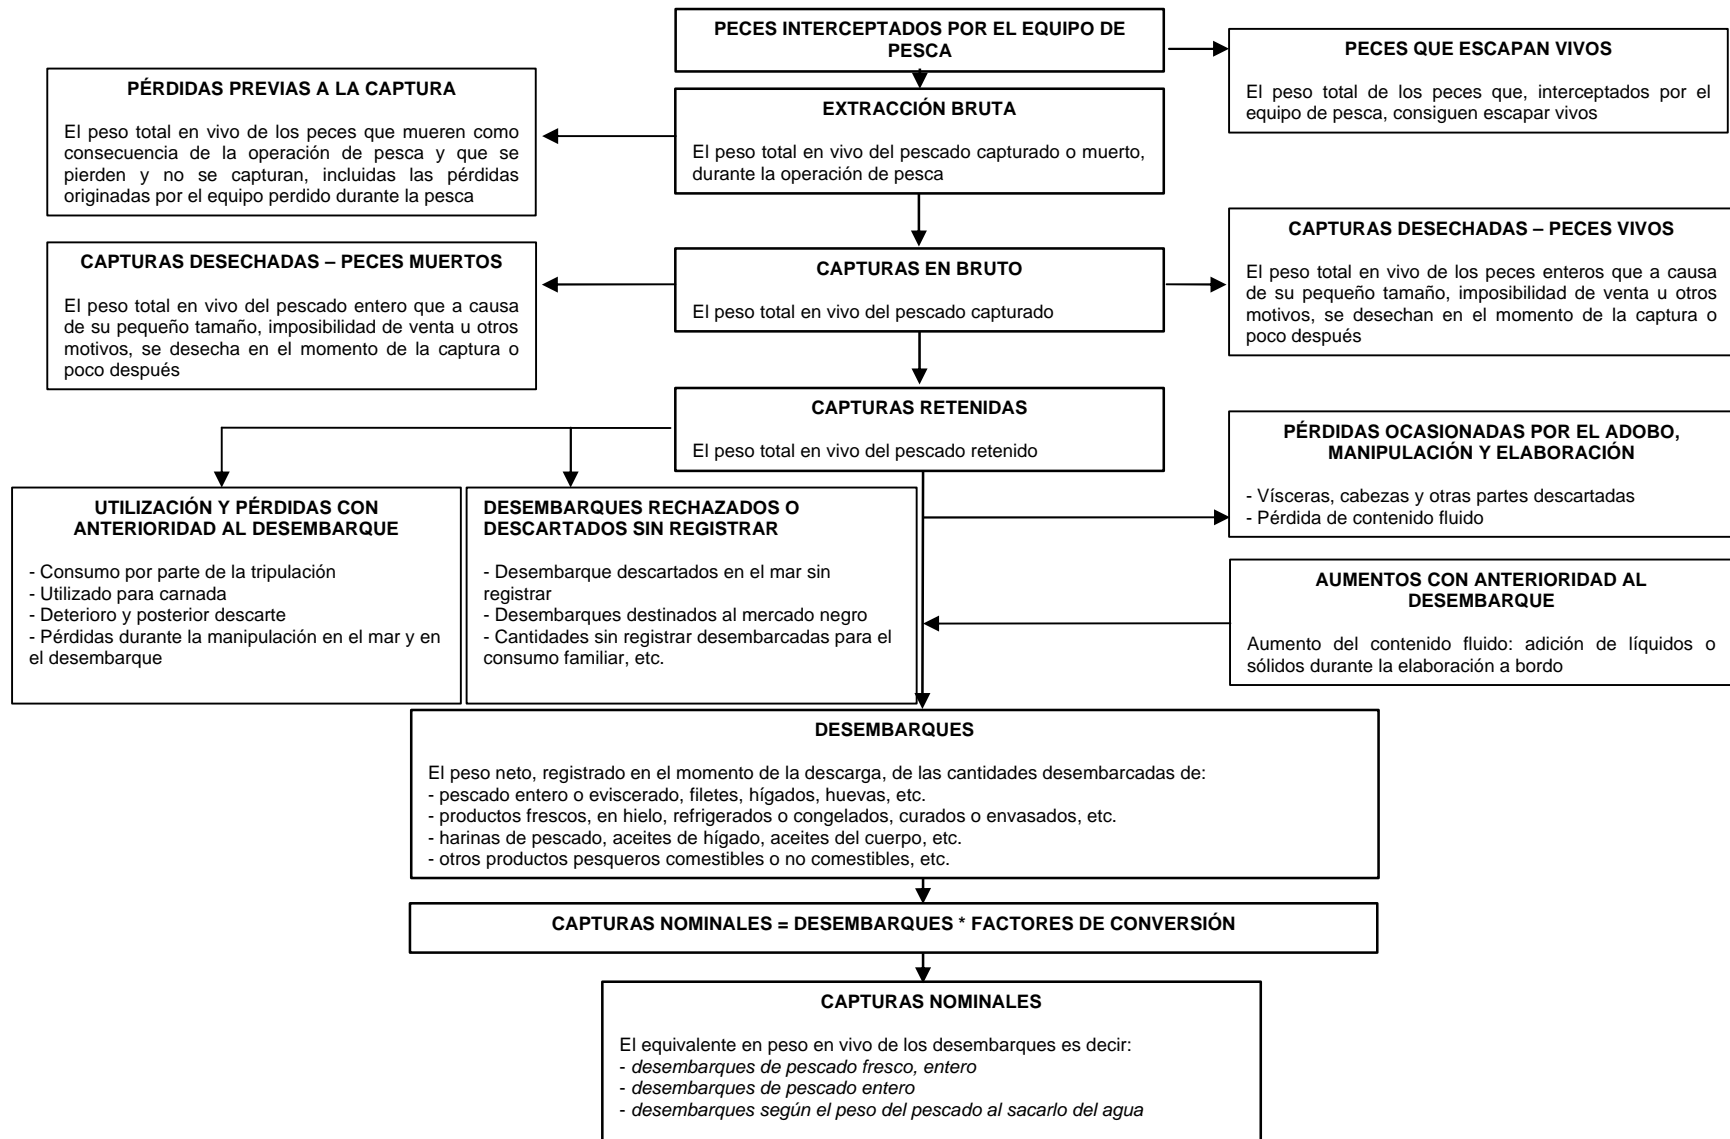 PECES INTERCEPTADOS POR EL EQUIPO DE
PESCA
PECES QUE ESCAPAN VIVOS
El peso total de los peces que, interceptados por el
equipo de pesca, consiguen escapar vivos
PÉRDIDAS PREVIAS A LA CAPTURA
El peso total en vivo de los peces que mueren como
consecuencia de la operación de pesca y que se
pierden y no se capturan, incluidas las pérdidas
originadas por el equipo perdido durante la pesca
EXTRACCIÓN BRUTA
El peso total en vivo del pescado capturado o muerto,
durante la operación de pesca
CAPTURAS DESECHADAS – PECES MUERTOS
El peso total en vivo del pescado entero que a causa
de su pequeño tamaño, imposibilidad de venta u otros
motivos, se desecha en el momento de la captura o
poco después
CAPTURAS EN BRUTO
El peso total en vivo del pescado capturado
CAPTURAS DESECHADAS – PECES VIVOS
El peso total en vivo de los peces enteros que a causa
de su pequeño tamaño, imposibilidad de venta u otros
motivos, se desechan en el momento de la captura o
poco después
CAPTURAS RETENIDAS
El peso total en vivo del pescado retenido
PÉRDIDAS OCASIONADAS POR EL ADOBO,
MANIPULACIÓN Y ELABORACIÓN
- Vísceras, cabezas y otras partes descartadas
- Pérdida de contenido fluido
UTILIZACIÓN Y PÉRDIDAS CON
ANTERIORIDAD AL DESEMBARQUE
- Consumo por parte de la tripulación
- Utilizado para carnada
- Deterioro y posterior descarte
- Pérdidas durante la manipulación en el mar y en
el desembarque
DESEMBARQUES RECHAZADOS O
DESCARTADOS SIN REGISTRAR
- Desembarque descartados en el mar sin
registrar
- Desembarques destinados al mercado negro
- Cantidades sin registrar desembarcadas para el
consumo familiar, etc.
AUMENTOS CON ANTERIORIDAD AL
DESEMBARQUE
Aumento del contenido fluido: adición de líquidos o
sólidos durante la elaboración a bordo
DESEMBARQUES
El peso neto, registrado en el momento de la descarga, de las cantidades desembarcadas de:
- pescado entero o eviscerado, filetes, hígados, huevas, etc.
- productos frescos, en hielo, refrigerados o congelados, curados o envasados, etc.
- harinas de pescado, aceites de hígado, aceites del cuerpo, etc.
- otros productos pesqueros comestibles o no comestibles, etc.
CAPTURAS NOMINALES = DESEMBARQUES * FACTORES DE CONVERSIÓN
CAPTURAS NOMINALES
El equivalente en peso en vivo de los desembarques es decir:
- desembarques de pescado fresco, entero
- desembarques de pescado entero
- desembarques según el peso del pescado al sacarlo del agua